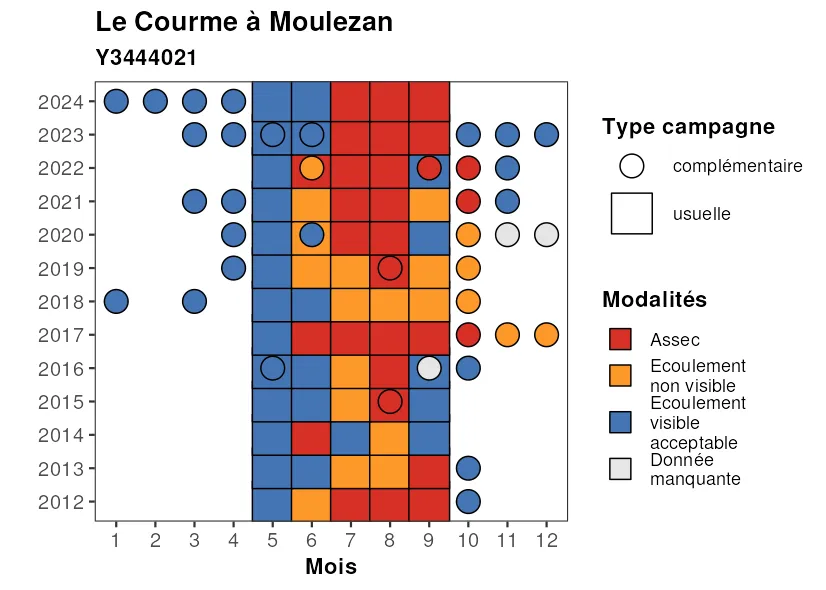 Le Courme à Moulezan
Y3444021
2024
2023
2022
2021
2020
2019
2018
2017
2016
2015
2014
2013
2012
1 2 3 4 5 6 7 8 9 10 11 12
Mois
Type campagne
complémentaire
usuelle
Modalités
Assec
Ecoulement
non visible
Ecoulement
visible
acceptable
Donnée
manquante